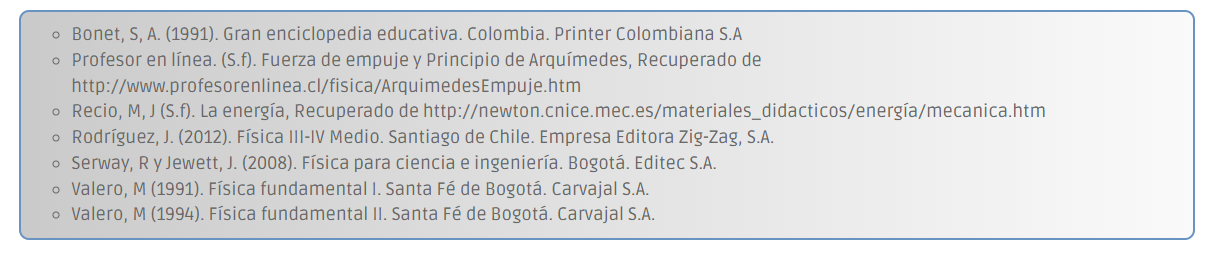 Bonet, S, A. (1991). Gran enciclopedia educativa. Colombia. Printer Colombiana S.A
Profesor en línea. (S.f). Fuerza de empuje y Principio de Arquímedes, Recuperado de
http://www.profesorenlinea.cl/fisica/ArquimedesEmpuje.htm
Recio, M, J (S.f). La energía, Recuperado de http://newton.cnice.mec.es/materiales_didacticos/energía/mecanica.htm
Rodríguez, J. (2012). Física III-IV Medio. Santiago de Chile. Empresa Editora Zig-Zag, S.A.
Serway, R y Jewett, J. (2008). Física para ciencia e ingeniería. Bogotá. Editec S.A.
Valero, M (1991). Física fundamental I. Santa Fé de Bogotá. Carvajal S.A.
Valero, M (1994). Física fundamental II. Santa Fé de Bogotá. Carvajal S.A.